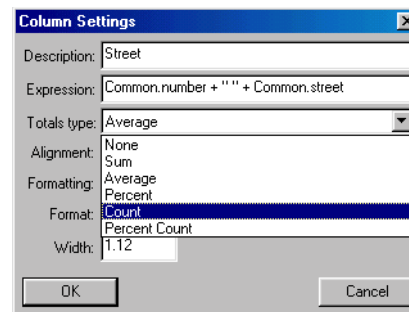 Column Settings
Description: Street
Expression: Common.number + " " + Common.street
Totals type: Average
Alignment: None
Sum
Formatting: Average
Percent
Format: Count
Percent Count
Width: 1.12
OK Cancel